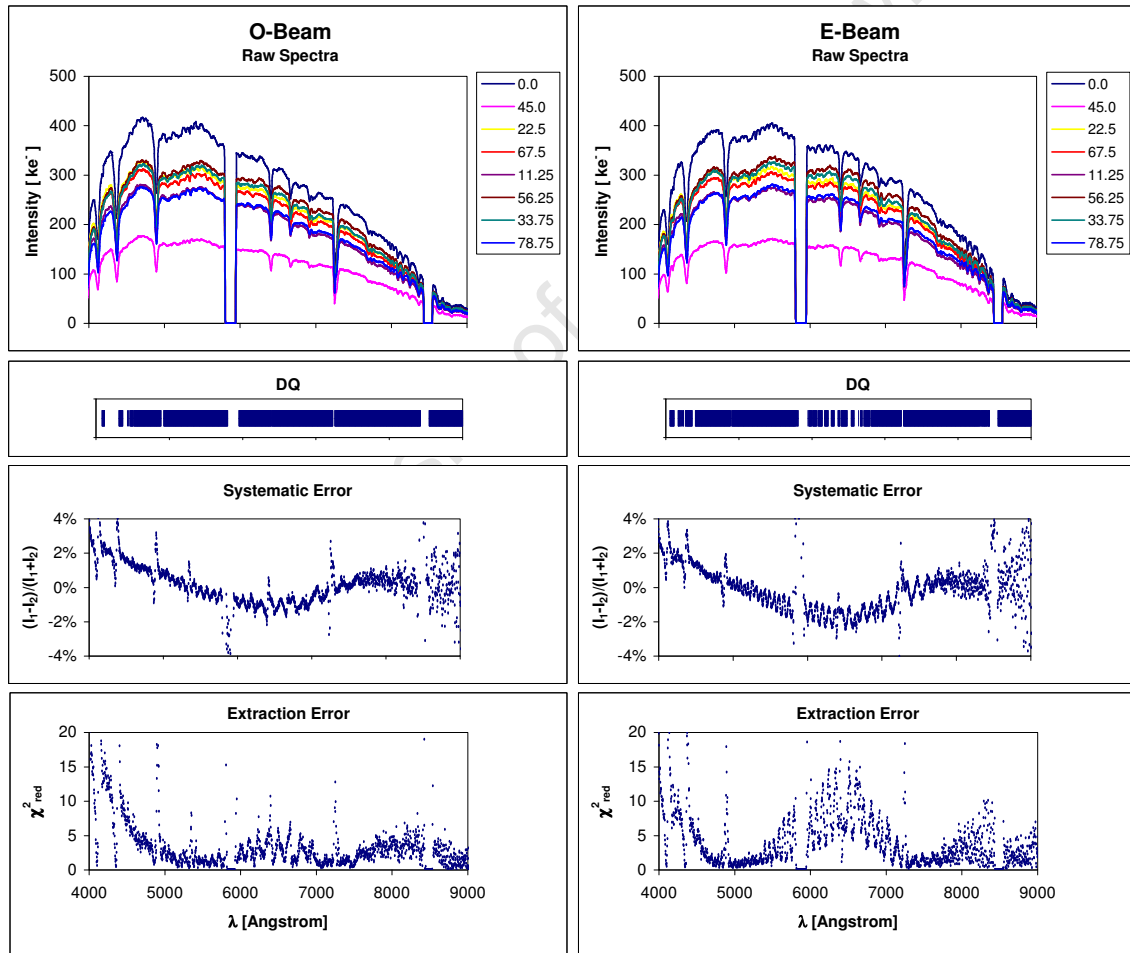 O-Beam
Raw Spectra
500
400
300
200
100
0
Intensity [ ke⁻ ]
0.0
45.0
22.5
67.5
11.25
56.25
33.75
78.75
DQ
Systematic Error
4%
2%
0%
-2%
-4%
(I₁-I₂)/(I₁+I₂)
Extraction Error
20
15
10
5
0
χ²red
4000 5000 6000 7000 8000 9000
λ [Angstrom]
E-Beam
Raw Spectra
500
400
300
200
100
0
Intensity [ ke⁻ ]
0.0
45.0
22.5
67.5
11.25
56.25
33.75
78.75
DQ
Systematic Error
4%
2%
0%
-2%
-4%
(I₁-I₂)/(I₁+I₂)
Extraction Error
20
15
10
5
0
χ²red
4000 5000 6000 7000 8000 9000
λ [Angstrom]
of